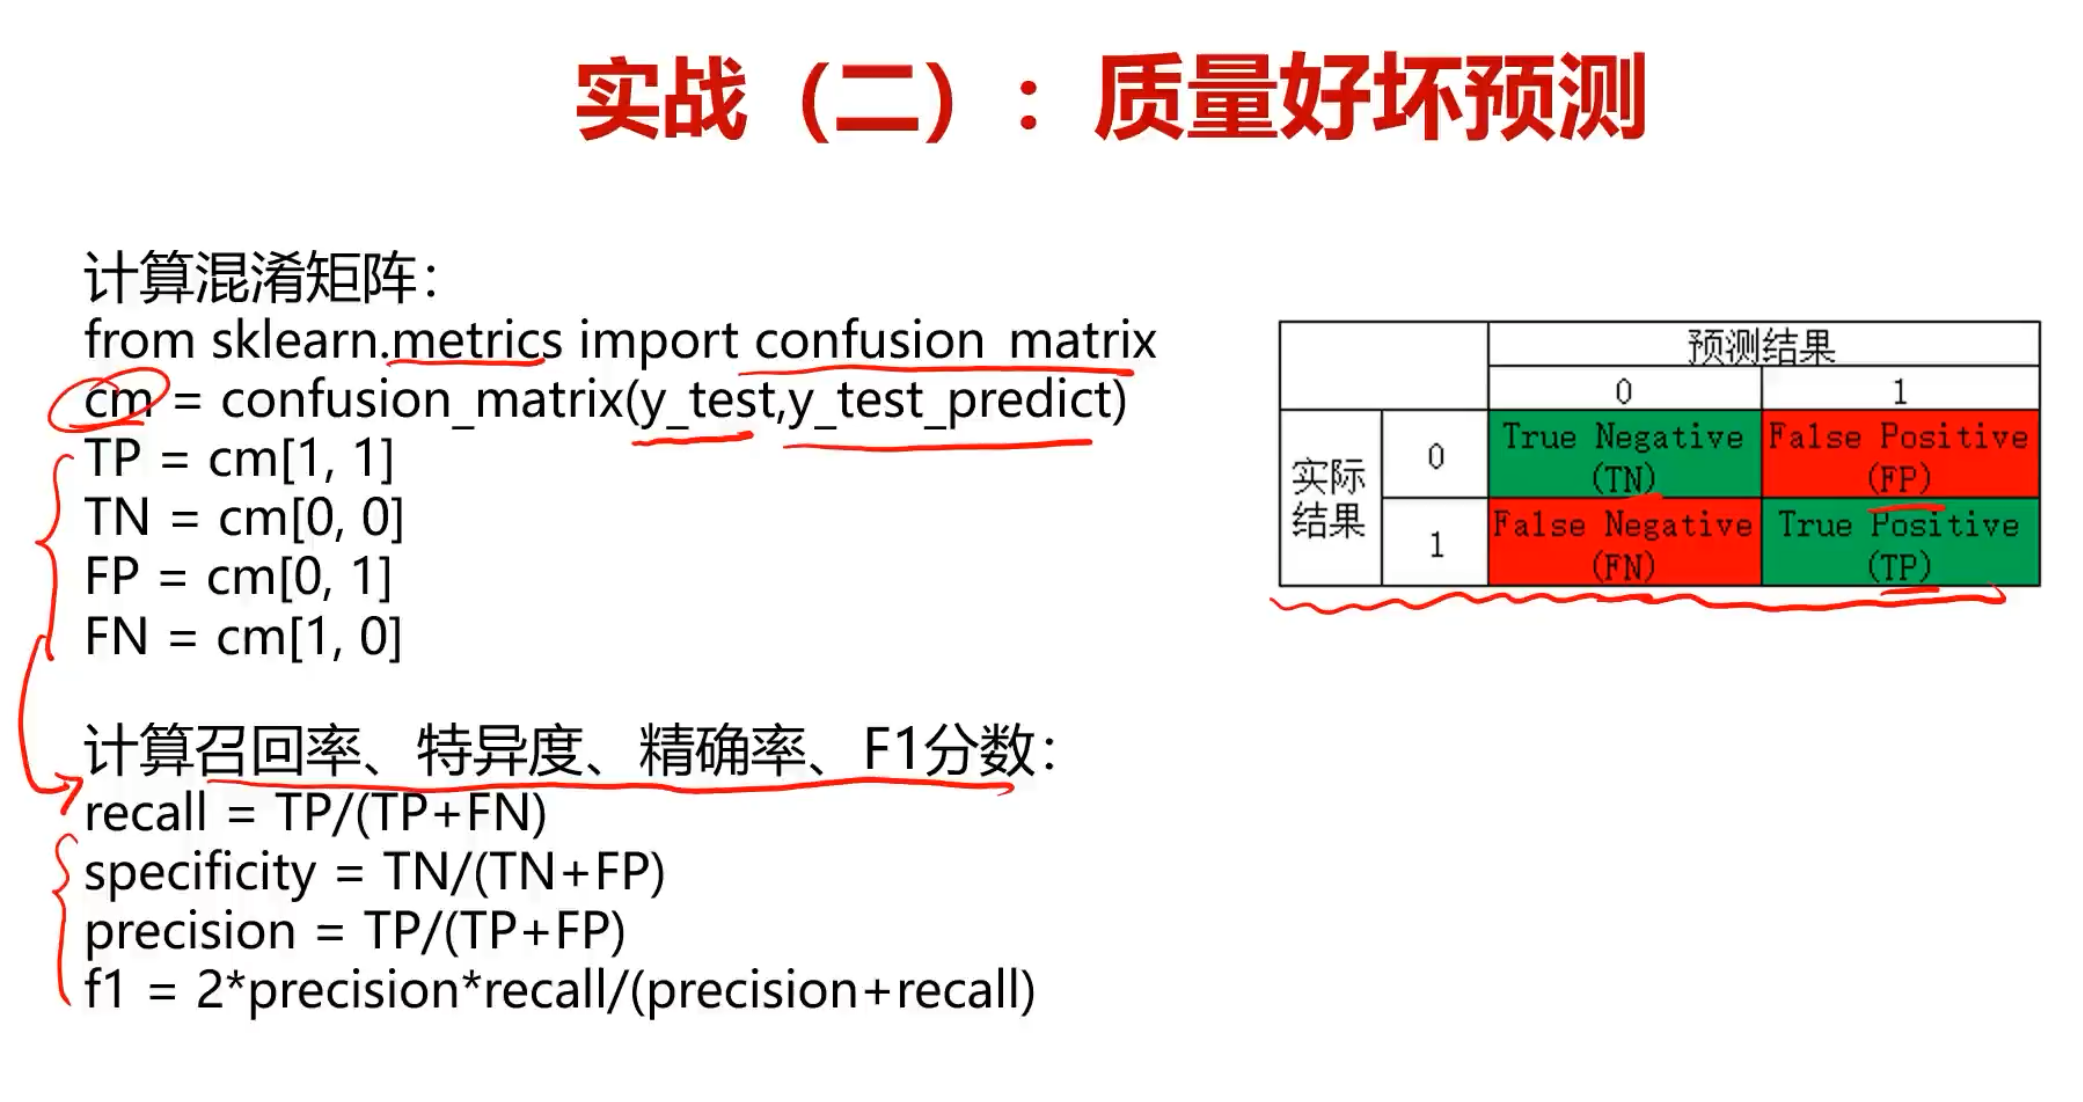 实战（二）：质量好坏预测
计算混淆矩阵：
from sklearn.metrics import confusion_matrix
cm = confusion_matrix(y_test,y_test_predict)
TP = cm[1, 1]
TN = cm[0, 0]
FP = cm[0, 1]
FN = cm[1, 0]
计算召回率、特异度、精确率、F1分数：
recall = TP/(TP+FN)
specificity = TN/(TN+FP)
precision = TP/(TP+FP)
f1 = 2*precision*recall/(precision+recall)
预测结果
0 1
实际
结果
0
True Negative
(TN)
False Positive
(FP)
1
False Negative
(FN)
True Positive
(TP)